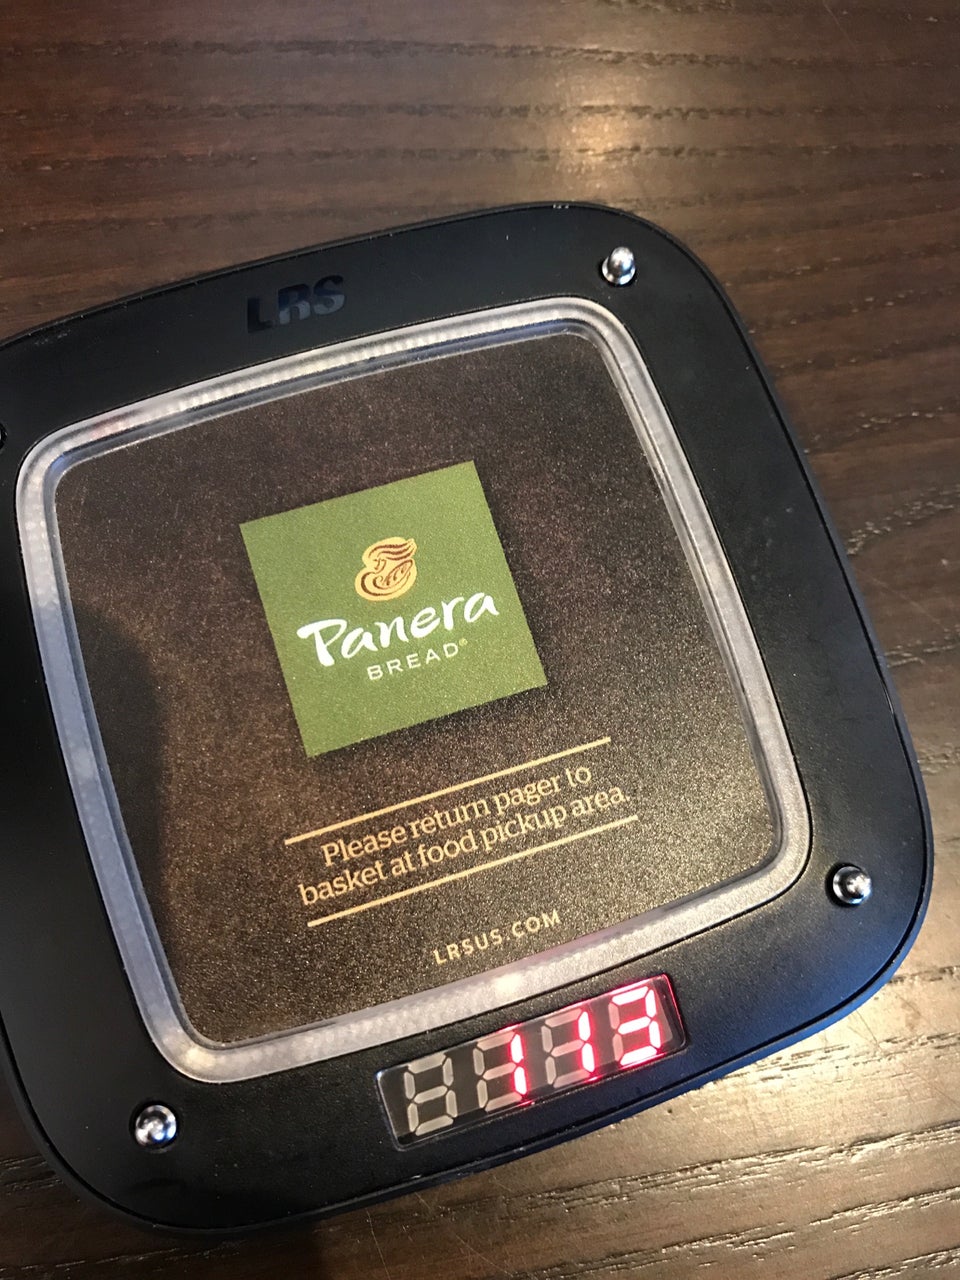 LRS
Panera
BREAD®
Please return pager to
basket at food pickup area.
LRSUS.COM
113